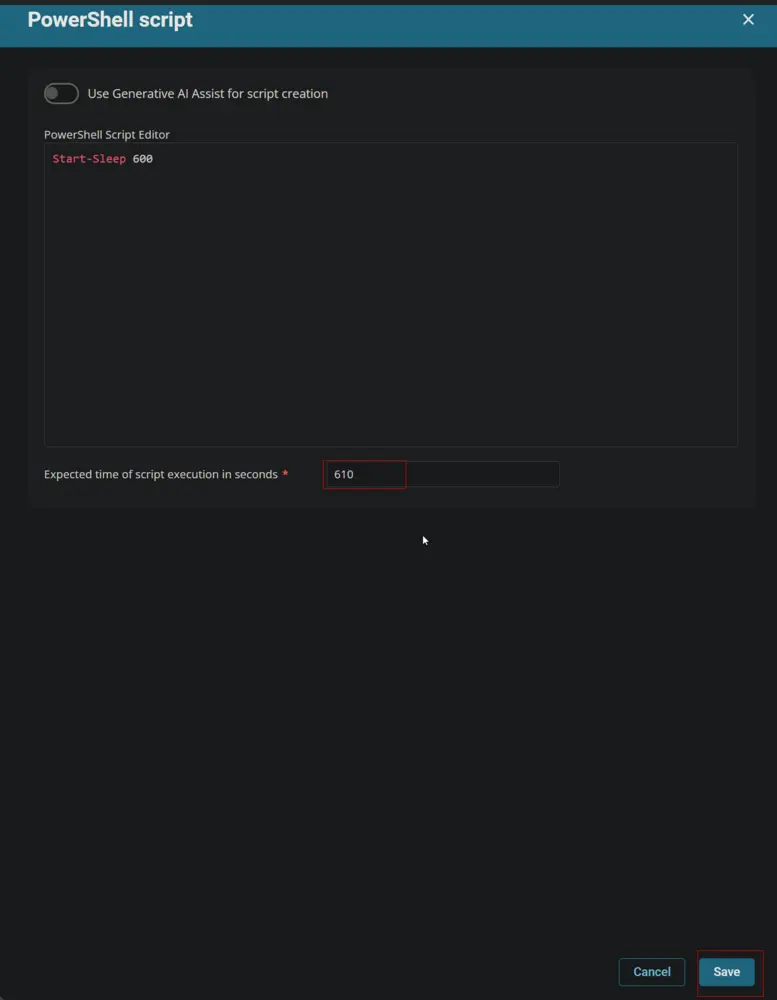 PowerShell script
Use Generative AI Assist for script creation
PowerShell Script Editor
Start-Sleep 600
Expected time of script execution in seconds *
610
Cancel
Save